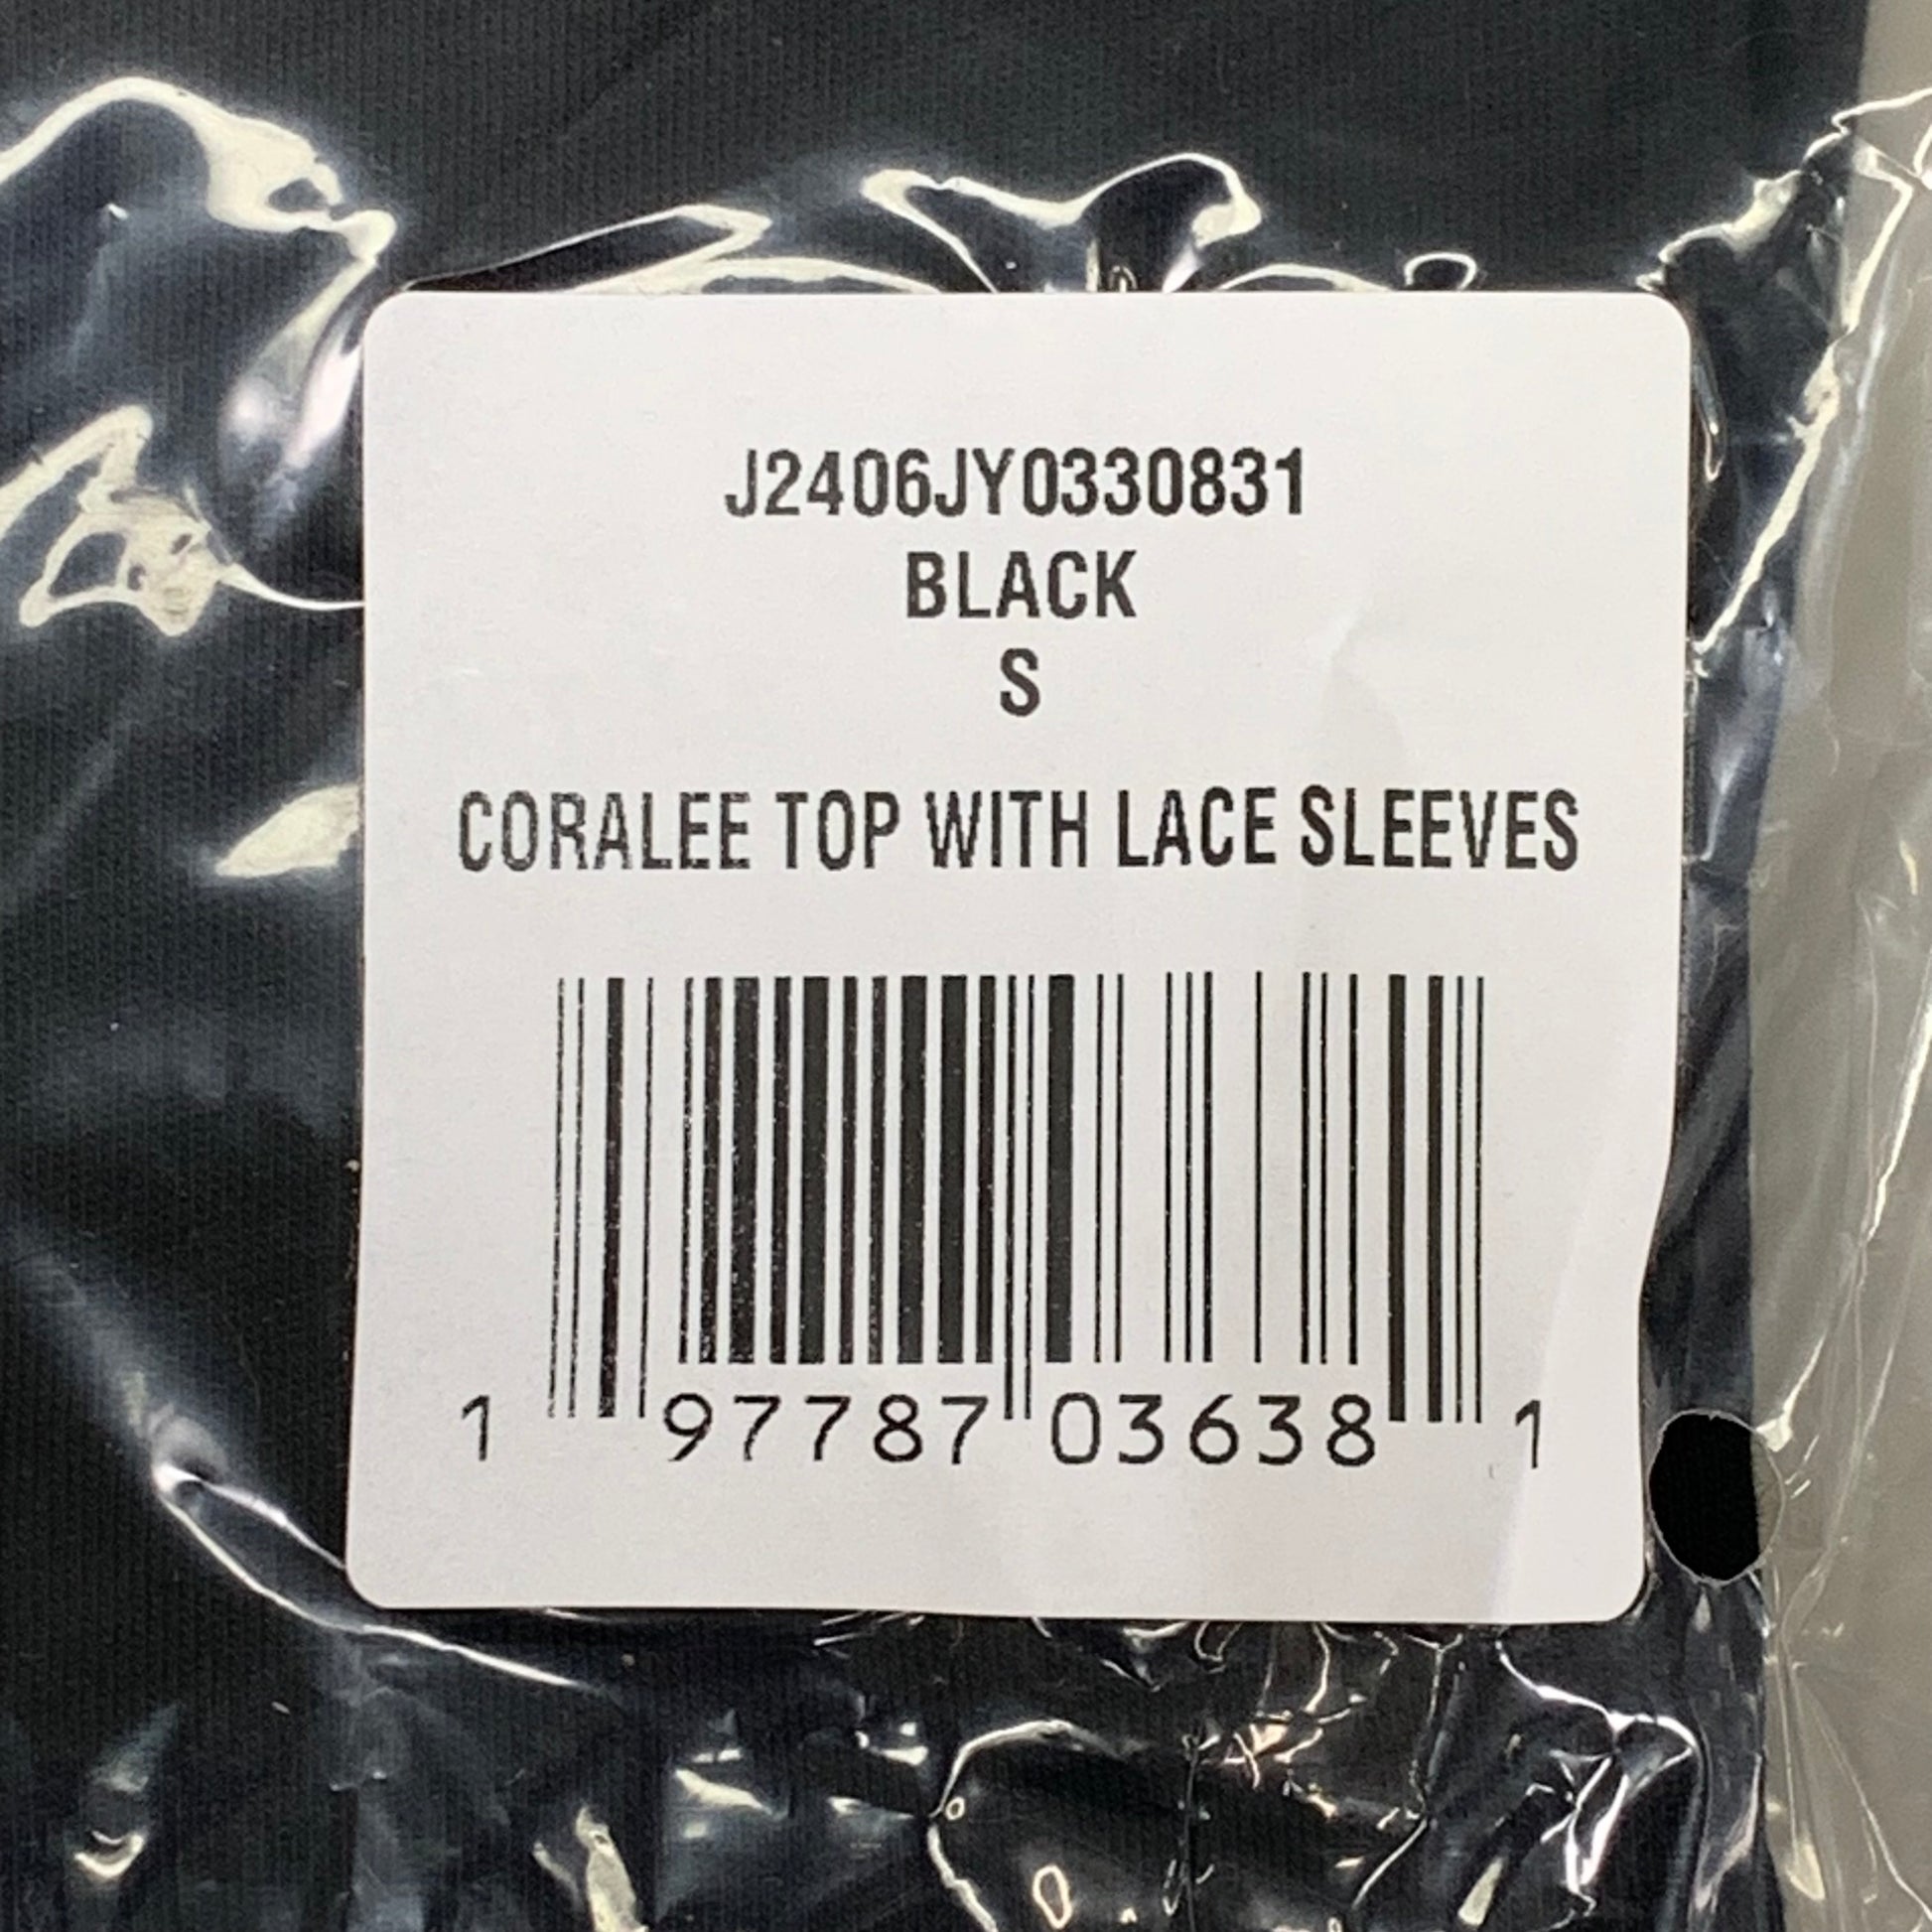 J2406JY0330831
BLACK
S
CORALEE TOP WITH LACE SLEEVES
1 97787 03638 1